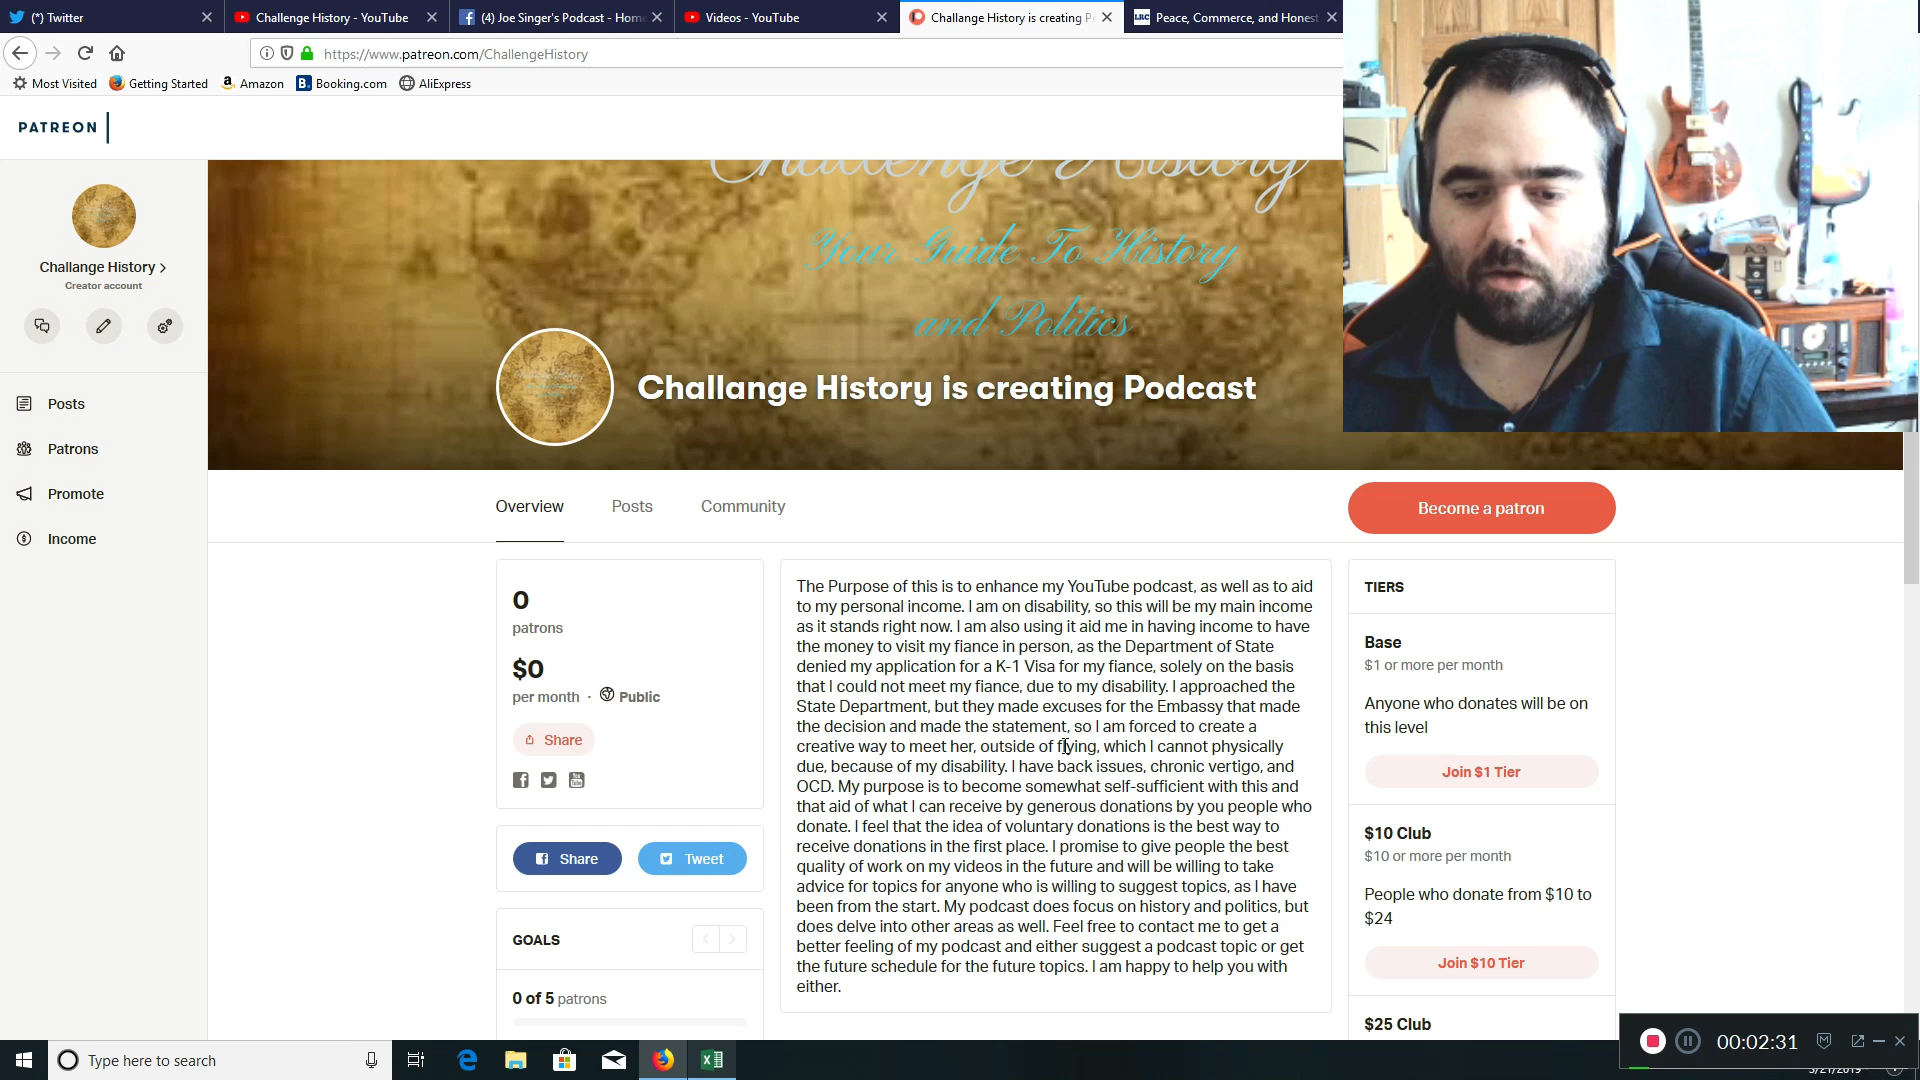 (*) Twitter
Challenge History - YouTube
(4) Joe Singer's Podcast - Hom
Videos - YouTube
Challange History is creating P
LRC
Peace, Commerce, and Honest
https://www.patreon.com/ChallengeHistory
Most Visited
Getting Started
Amazon
Booking.com
AliExpress
PATREON
Challenge History
Your Guide To History
and Politics
Challange History is creating Podcast
Challange History
Creator account
Posts
Patrons
Promote
Income
Overview
Posts
Community
Become a patron
0
patrons
$0
per month · Public
Share
Share
Tweet
GOALS
0 of 5 patrons
The Purpose of this is to enhance my YouTube podcast, as well as to aid
to my personal income. I am on disability, so this will be my main income
as it stands right now. I am also using it aid me in having income to have
the money to visit my fiance in person, as the Department of State
denied my application for a K-1 Visa for my fiance, solely on the basis
that I could not meet my fiance, due to my disability. I approached the
State Department, but they made excuses for the Embassy that made
the decision and made the statement, so I am forced to create a
creative way to meet her, outside of flying, which I cannot physically
due, because of my disability. I have back issues, chronic vertigo, and
OCD. My purpose is to become somewhat self-sufficient with this and
that aid of what I can receive by generous donations by you people who
donate. I feel that the idea of voluntary donations is the best way to
receive donations in the first place. I promise to give people the best
quality of work on my videos in the future and will be willing to take
advice for topics for anyone who is willing to suggest topics, as I have
been from the start. My podcast does focus on history and politics, but
does delve into other areas as well. Feel free to contact me to get a
better feeling of my podcast and either suggest a podcast topic or get
the future schedule for the future topics. I am happy to help you with
either.
TIERS
Base
$1 or more per month
Anyone who donates will be on
this level
Join $1 Tier
$10 Club
$10 or more per month
People who donate from $10 to
$24
Join $10 Tier
$25 Club
00:02:31
Type here to search